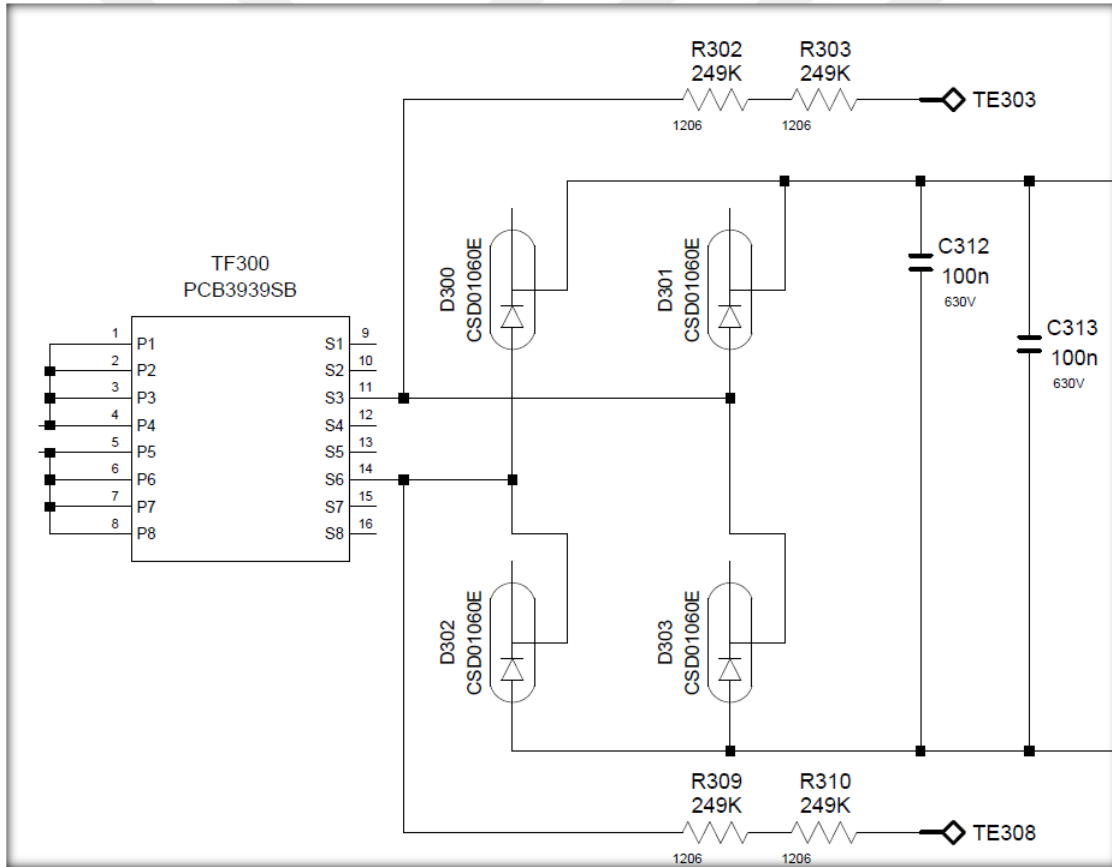 R302
249K
1206
R303
249K
1206
TE303
D300
CSD01060E
D301
CSD01060E
C312
100n
630V
C313
100n
630V
TF300
PCB3939SB
1 P1 S1 9
2 P2 S2 10
3 P3 S3 11
4 P4 S4 12
5 P5 S5 13
6 P6 S6 14
7 P7 S7 15
8 P8 S8 16
D302
CSD01060E
D303
CSD01060E
R309
249K
1206
R310
249K
1206
TE308